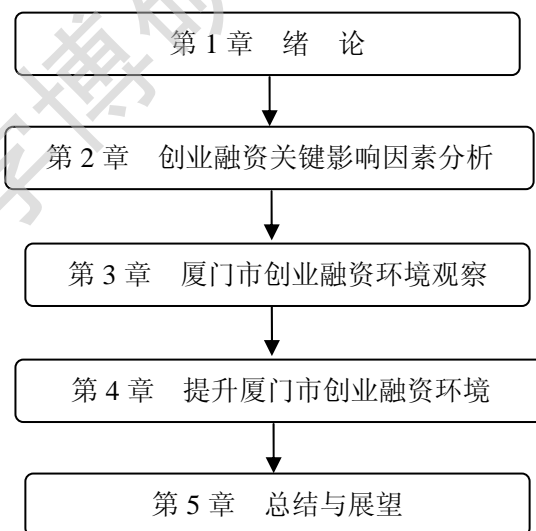 第 1 章 绪 论
第 2 章 创业融资关键影响因素分析
第 3 章 厦门市创业融资环境观察
第 4 章 提升厦门市创业融资环境
第 5 章 总结与展望